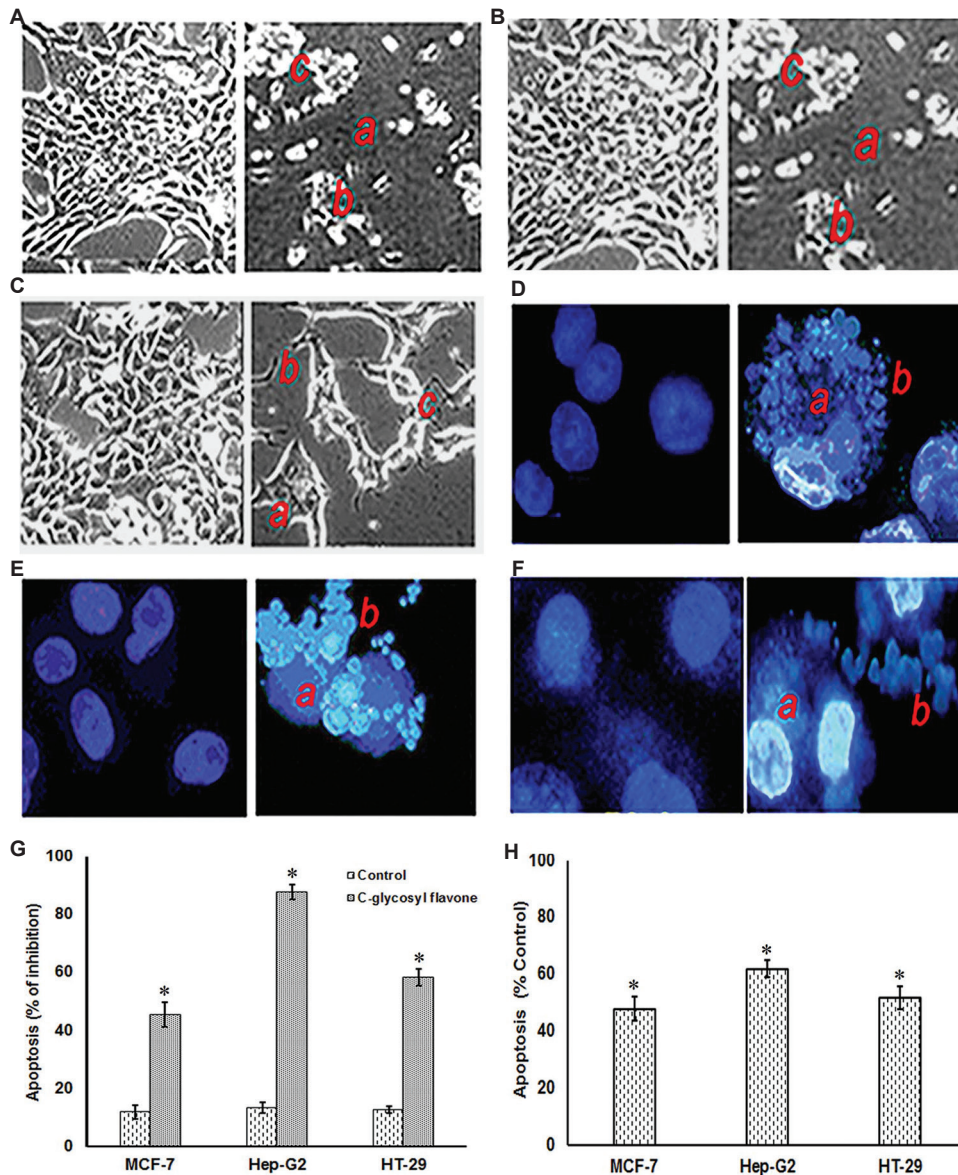 A
B
c
a
b
c
a
b
C
D
b
c
a
a
b
E
F
b
a
a
b
G
100
80
60
40
20
0
Apoptosis (% of inhibition)
Control
C-glycosyl flavone
*
*
*
MCF-7
Hep-G2
HT-29
H
100
80
60
40
20
0
Apoptosis (% Control)
*
*
*
MCF-7
Hep-G2
HT-29